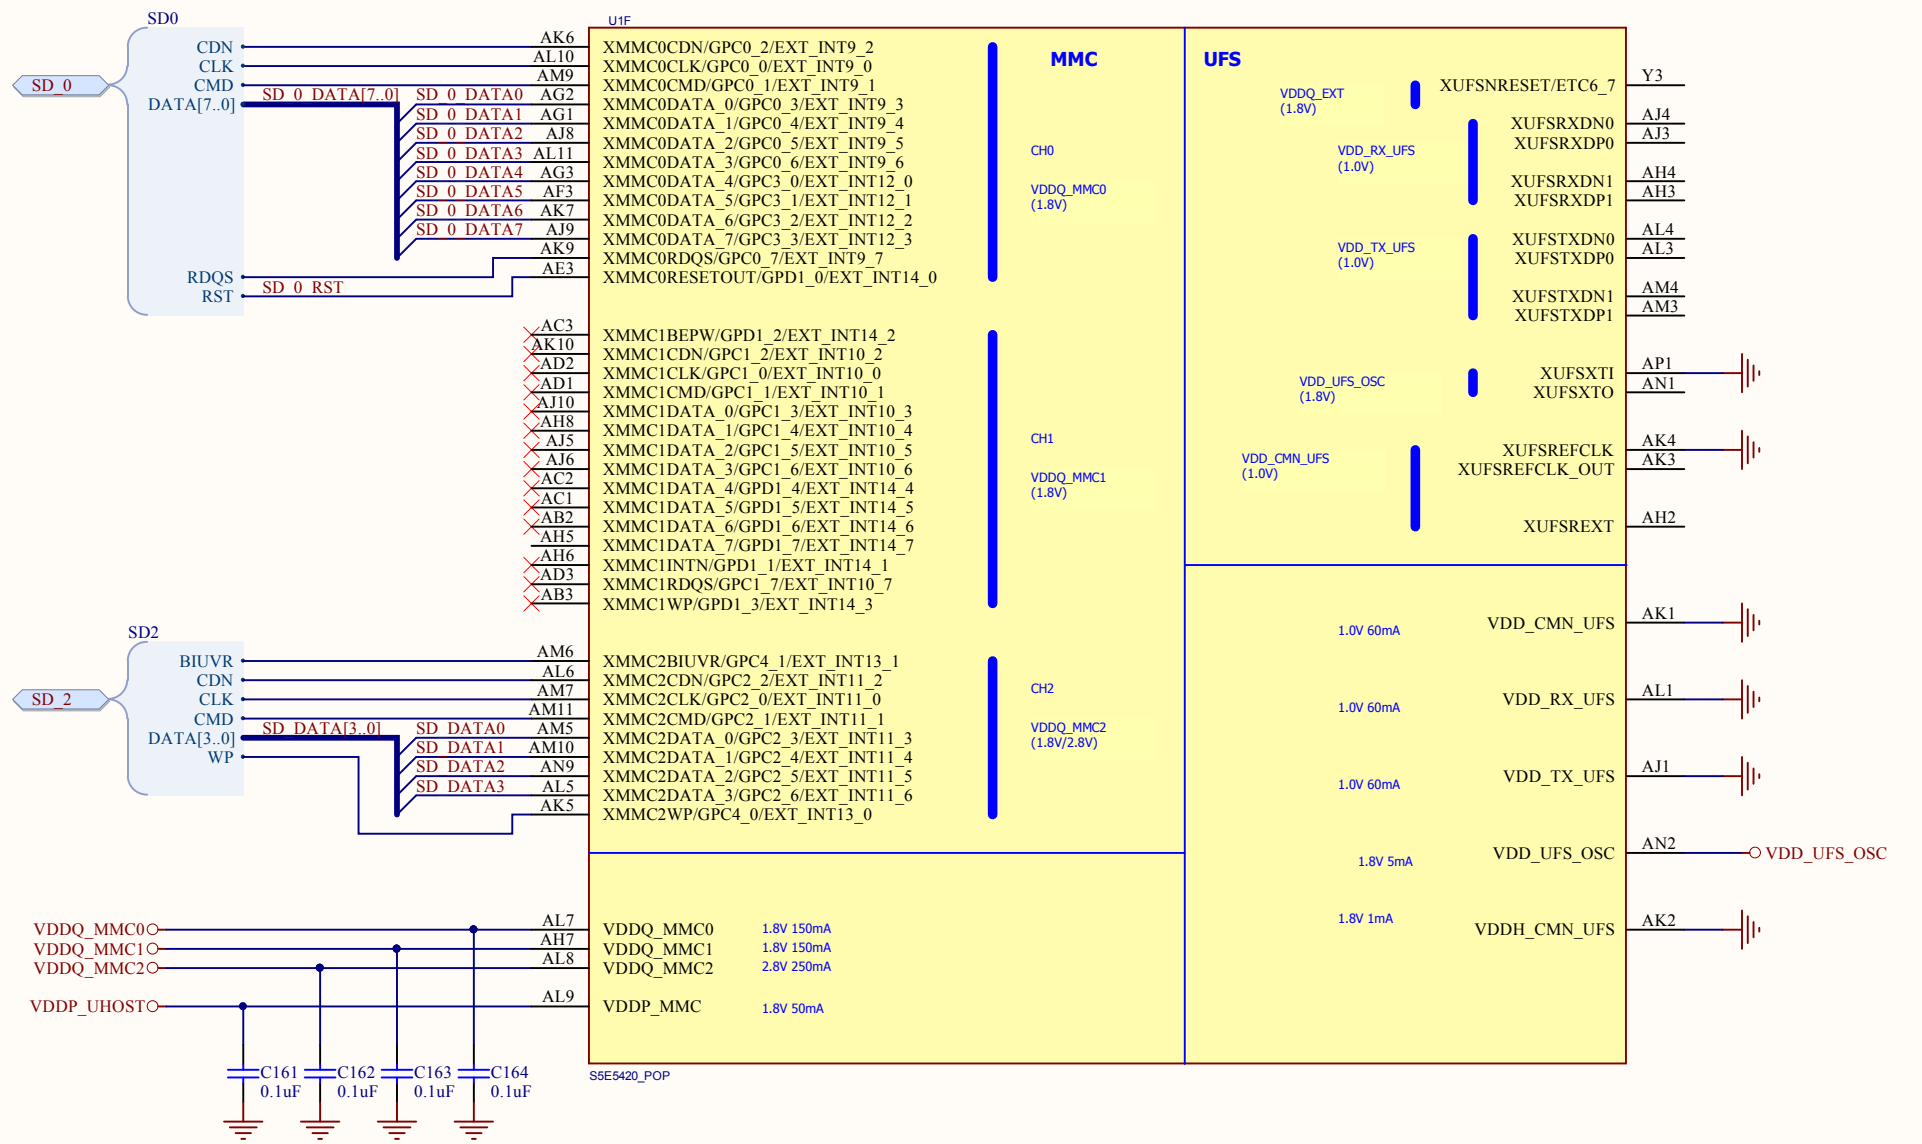 SD0
U1F
SD_0
CDN
CLK
CMD
DATA[7..0]
RDQS
RST
SD_0_DATA[7..0]
SD_0_RST
SD_0_DATA0
SD_0_DATA1
SD_0_DATA2
SD_0_DATA3
SD_0_DATA4
SD_0_DATA5
SD_0_DATA6
SD_0_DATA7
AK6 XMMC0CDN/GPC0_2/EXT_INT9_2
AL10 XMMC0CLK/GPC0_0/EXT_INT9_0
AM9 XMMC0CMD/GPC0_1/EXT_INT9_1
AG2 XMMC0DATA_0/GPC0_3/EXT_INT9_3
AG1 XMMC0DATA_1/GPC0_4/EXT_INT9_4
AJ8 XMMC0DATA_2/GPC0_5/EXT_INT9_5
AL11 XMMC0DATA_3/GPC0_6/EXT_INT9_6
AG3 XMMC0DATA_4/GPC3_0/EXT_INT12_0
AF3 XMMC0DATA_5/GPC3_1/EXT_INT12_1
AK7 XMMC0DATA_6/GPC3_2/EXT_INT12_2
AJ9 XMMC0DATA_7/GPC3_3/EXT_INT12_3
AK9 XMMC0RDQS/GPC0_7/EXT_INT9_7
AE3 XMMC0RESETOUT/GPD1_0/EXT_INT14_0
MMC
CH0
VDDQ_MMC0
(1.8V)
AC3 XMMC1BEPW/GPD1_2/EXT_INT14_2
AK10 XMMC1CDN/GPC1_2/EXT_INT10_2
AD2 XMMC1CLK/GPC1_0/EXT_INT10_0
AD1 XMMC1CMD/GPC1_1/EXT_INT10_1
AJ10 XMMC1DATA_0/GPC1_3/EXT_INT10_3
AH8 XMMC1DATA_1/GPC1_4/EXT_INT10_4
AJ5 XMMC1DATA_2/GPC1_5/EXT_INT10_5
AJ6 XMMC1DATA_3/GPC1_6/EXT_INT10_6
AC2 XMMC1DATA_4/GPD1_4/EXT_INT14_4
AC1 XMMC1DATA_5/GPD1_5/EXT_INT14_5
AB2 XMMC1DATA_6/GPD1_6/EXT_INT14_6
AH5 XMMC1DATA_7/GPD1_7/EXT_INT14_7
AH6 XMMC1INTN/GPD1_1/EXT_INT14_1
AD3 XMMC1RDQS/GPC1_7/EXT_INT10_7
AB3 XMMC1WP/GPD1_3/EXT_INT14_3
CH1
VDDQ_MMC1
(1.8V)
SD2
SD_2
BIUVR
CDN
CLK
CMD
DATA[3..0]
WP
SD_DATA[3..0]
SD_DATA0
SD_DATA1
SD_DATA2
SD_DATA3
AM6 XMMC2BIUVR/GPC4_1/EXT_INT13_1
AL6 XMMC2CDN/GPC2_2/EXT_INT11_2
AM7 XMMC2CLK/GPC2_0/EXT_INT11_0
AM11 XMMC2CMD/GPC2_1/EXT_INT11_1
AM5 XMMC2DATA_0/GPC2_3/EXT_INT11_3
AM10 XMMC2DATA_1/GPC2_4/EXT_INT11_4
AN9 XMMC2DATA_2/GPC2_5/EXT_INT11_5
AL5 XMMC2DATA_3/GPC2_6/EXT_INT11_6
AK5 XMMC2WP/GPC4_0/EXT_INT13_0
CH2
VDDQ_MMC2
(1.8V/2.8V)
VDDQ_MMC0 AL7 VDDQ_MMC0 1.8V 150mA
VDDQ_MMC1 AH7 VDDQ_MMC1 1.8V 150mA
VDDQ_MMC2 AL8 VDDQ_MMC2 2.8V 250mA
VDDP_UHOST AL9 VDDP_MMC 1.8V 50mA
C161
0.1uF
C162
0.1uF
C163
0.1uF
C164
0.1uF
S5E5420_POP
UFS
VDDQ_EXT
(1.8V)
XUFSNRESET/ETC6_7 Y3
VDD_RX_UFS
(1.0V)
XUFSRXDN0 AJ4
XUFSRXDP0 AJ3
XUFSRXDN1 AH4
XUFSRXDP1 AH3
VDD_TX_UFS
(1.0V)
XUFSTXDN0 AL4
XUFSTXDP0 AL3
XUFSTXDN1 AM4
XUFSTXDP1 AM3
VDD_UFS_OSC
(1.8V)
XUFSXTI AP1
XUFSXTO AN1
VDD_CMN_UFS
(1.0V)
XUFSREFCLK AK4
XUFSREFCLK_OUT AK3
XUFSREXT AH2
1.0V 60mA VDD_CMN_UFS AK1
1.0V 60mA VDD_RX_UFS AL1
1.0V 60mA VDD_TX_UFS AJ1
1.8V 5mA VDD_UFS_OSC AN2 VDD_UFS_OSC
1.8V 1mA VDDH_CMN_UFS AK2